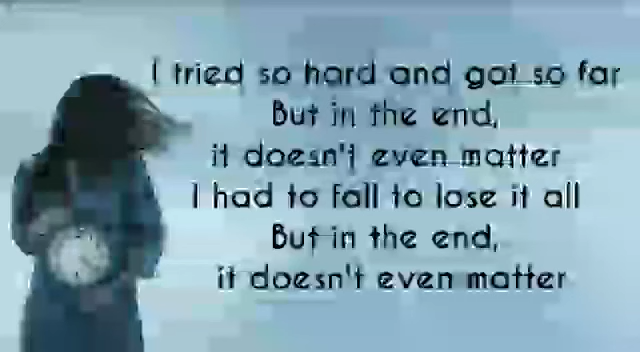 I tried so hard and got so far
But in the end,
it doesn't even matter
I had to fall to lose it all
But in the end,
it doesn't even matter